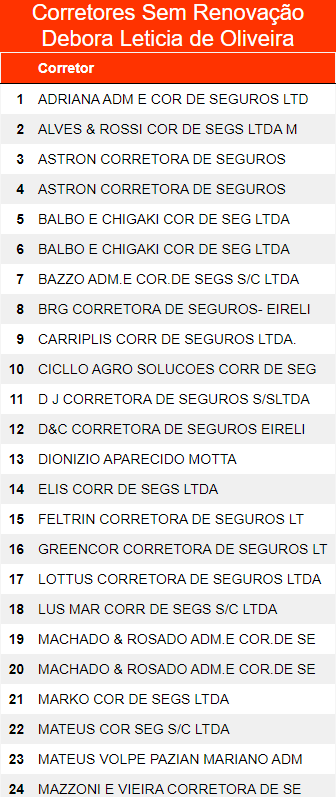 Corretores Sem Renovação
Debora Leticia de Oliveira
Corretor
1 ADRIANA ADM E COR DE SEGUROS LTD
2 ALVES & ROSSI COR DE SEGS LTDA M
3 ASTRON CORRETORA DE SEGUROS
4 ASTRON CORRETORA DE SEGUROS
5 BALBO E CHIGAKI COR DE SEG LTDA
6 BALBO E CHIGAKI COR DE SEG LTDA
7 BAZZO ADM.E COR.DE SEGS S/C LTDA
8 BRG CORRETORA DE SEGUROS- EIRELI
9 CARRIPLIS CORR DE SEGUROS LTDA.
10 CICLLO AGRO SOLUCOES CORR DE SEG
11 D J CORRETORA DE SEGUROS S/SLTDA
12 D&C CORRETORA DE SEGUROS EIRELI
13 DIONIZIO APARECIDO MOTTA
14 ELIS CORR DE SEGS LTDA
15 FELTRIN CORRETORA DE SEGUROS LT
16 GREENCOR CORRETORA DE SEGUROS LT
17 LOTTUS CORRETORA DE SEGUROS LTDA
18 LUS MAR CORR DE SEGS S/C LTDA
19 MACHADO & ROSADO ADM.E COR.DE SE
20 MACHADO & ROSADO ADM.E COR.DE SE
21 MARKO COR DE SEGS LTDA
22 MATEUS COR SEG S/C LTDA
23 MATEUS VOLPE PAZIAN MARIANO ADM
24 MAZZONI E VIEIRA CORRETORA DE SE